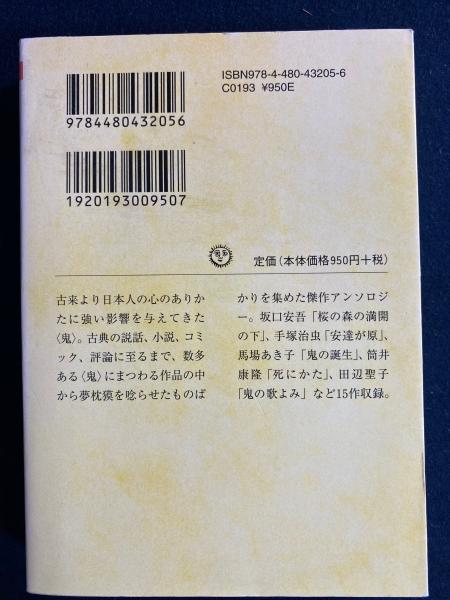 ISBN978-4-480-43205-6
C0193 ¥950E
9784480432056
1920193009507
定価(本体価格950円+税)
古来より日本人の心のありか
たに強い影響を与えてきた
〈鬼〉。古典の説話、小説、コミ
ック、評論に至るまで、数多
ある〈鬼〉にまつわる作品の中
から夢枕獏を唸らせたものば
かりを集めた傑作アンソロジ
ー。坂口安吾「桜の森の満開
の下」、手塚治虫「安達が原」、
馬場あき子「鬼の誕生」、筒井
康隆「死にかた」、田辺聖子
「鬼の歌よみ」など15作収録。